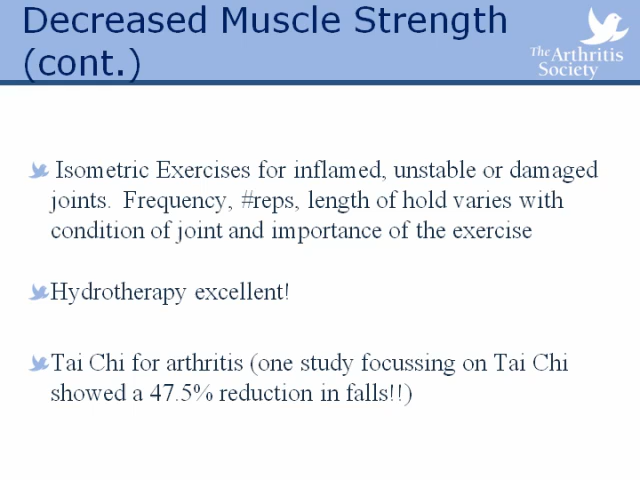 Decreased Muscle Strength
(cont.)
The Arthritis
Society
Isometric Exercises for inflamed, unstable or damaged
joints. Frequency, #reps, length of hold varies with
condition of joint and importance of the exercise
Hydrotherapy excellent!
Tai Chi for arthritis (one study focussing on Tai Chi
showed a 47.5% reduction in falls!!)